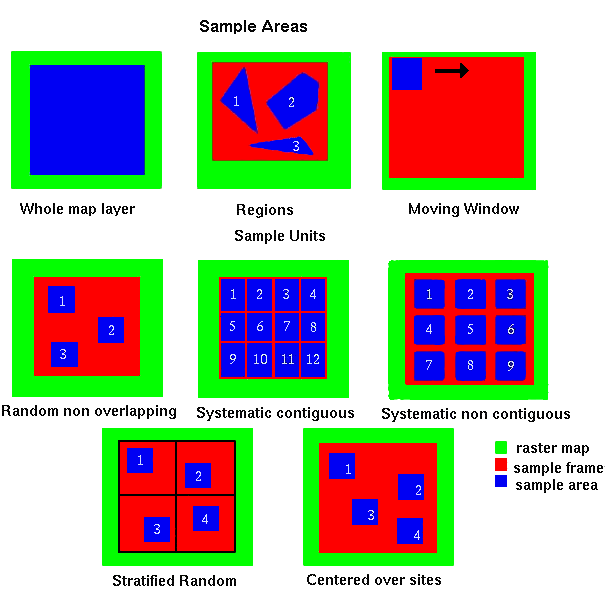 Sample Areas
1
2
3
Whole map layer
Regions
Moving Window
Sample Units
1
2
3
1 2 3 4
5 6 7 8
9 10 11 12
1 2 3
4 5 6
7 8 9
Random non overlapping
Systematic contiguous
Systematic non contiguous
1
2
3
4
1
2
3
4
raster map
sample frame
sample area
Stratified Random
Centered over sites